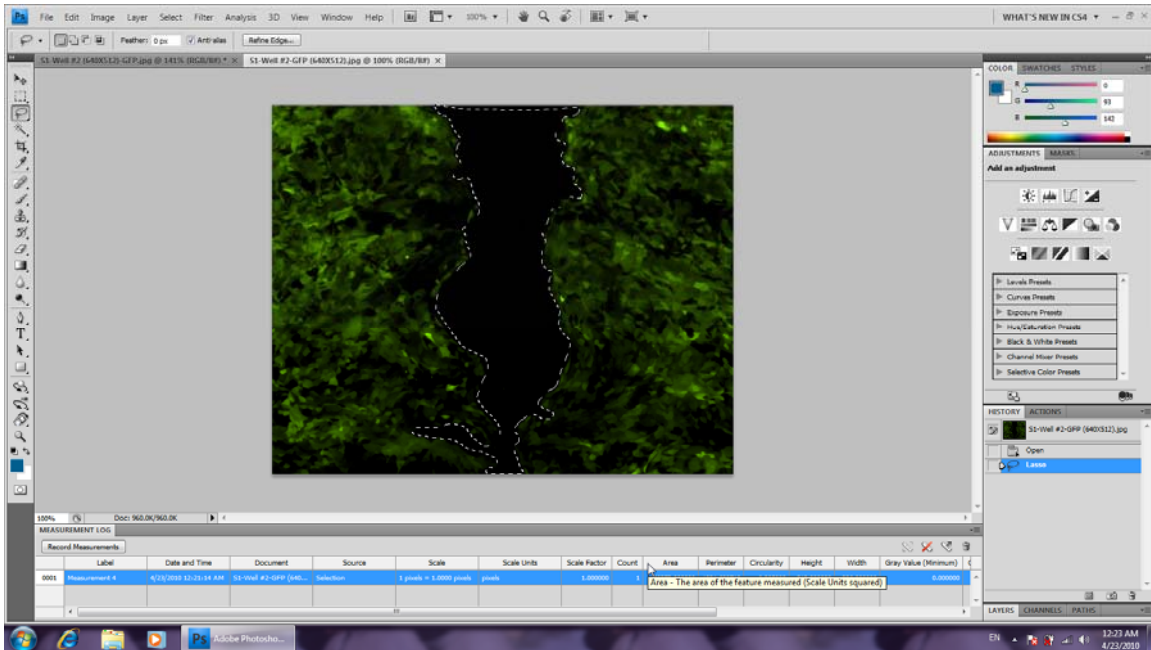 Ps File Edit Image Layer Select Filter Analysis 3D View Window Help Br 100% WHAT'S NEW IN CS4
Feather: 0 px Anti-alias Refine Edge...
S1-Well #2 (640X512)-GFP.jpg @ 141% (RGB/8#) * × S1-Well #2-GFP (640X512).jpg @ 100% (RGB/8#) ×
COLOR SWATCHES STYLES
R 0
G 93
B 142
ADJUSTMENTS MASKS
Add an adjustment
Levels Presets
Curves Presets
Exposure Presets
Hue/Saturation Presets
Black & White Presets
Channel Mixer Presets
Selective Color Presets
HISTORY ACTIONS
S1-Well #2-GFP (640X512).jpg
Open
Lasso
100% Doc: 960.0K/960.0K
MEASUREMENT LOG
Record Measurements
Label Date and Time Document Source Scale Scale Units Scale Factor Count Area Perimeter Circularity Height Width Gray Value (Minimum)
0001 Measurement 4 4/23/2010 12:21:14 AM S1-Well #2-GFP (640... Selection 1 pixels = 1.0000 pixels pixels 1.000000 1 0.000000
Area - The area of the feature measured (Scale Units squared)
LAYERS CHANNELS PATHS
Ps Adobe Photosho...
EN 12:23 AM
4/23/2010